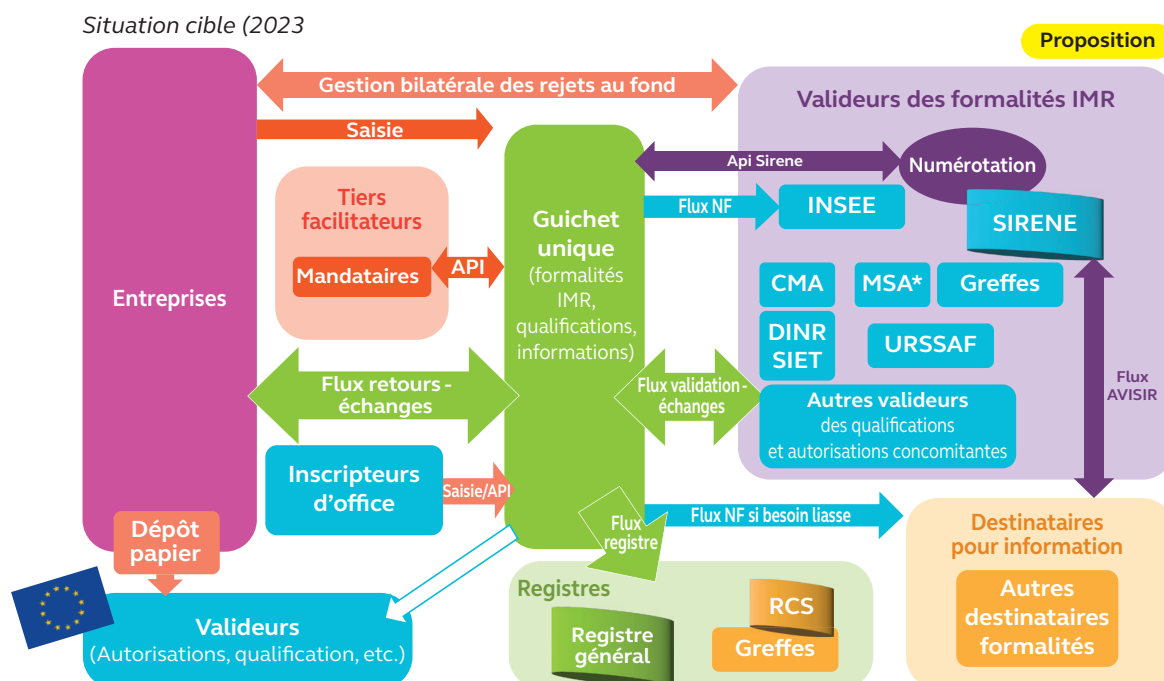 Situation cible (2023
Proposition
Gestion bilatérale des rejets au fond
Saisie
Entreprises
Tiers
facilitateurs
Mandataires
API
Guichet
unique
(formalités
IMR,
qualifications,
informations)
Valideurs des formalités IMR
Api Sirene
Numérotation
Flux NF
INSEE
SIRENE
CMA
MSA*
Greffes
DINR
SIET
URSSAF
Autres valideurs
des qualifications
et autorisations concomitantes
Flux
AVISIR
Flux retours -
échanges
Flux validation -
échanges
Inscripteurs
d’office
Saisie/API
Flux NF si besoin liasse
Flux
registre
Dépôt
papier
Valideurs
(Autorisations, qualification, etc.)
Registres
Registre
général
RCS
Greffes
Destinataires
pour information
Autres
destinataires
formalités